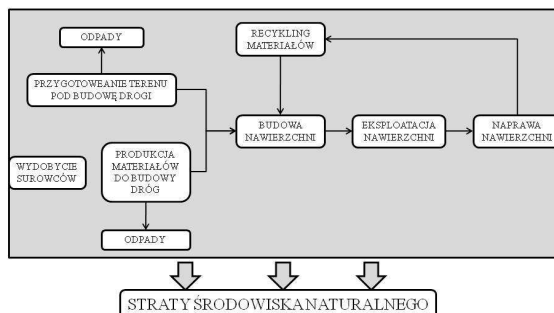 ODPADY
RECYKLING
MATERIAŁÓW
PRZYGOTOWEANIE TERENU
POD BUDOWĘ DROGI
BUDOWA
NAWIERZCHNI
EKSPLOATACJA
NAWIERZCHNI
NAPRAWA
NAWIERZCHNI
WYDOBYCIE
SUROWCÓW
PRODUKCJA
MATERIAŁÓW
DO BUDOWY
DRÓG
ODPADY
STRATY ŚRODOWISKA NATURALNEGO